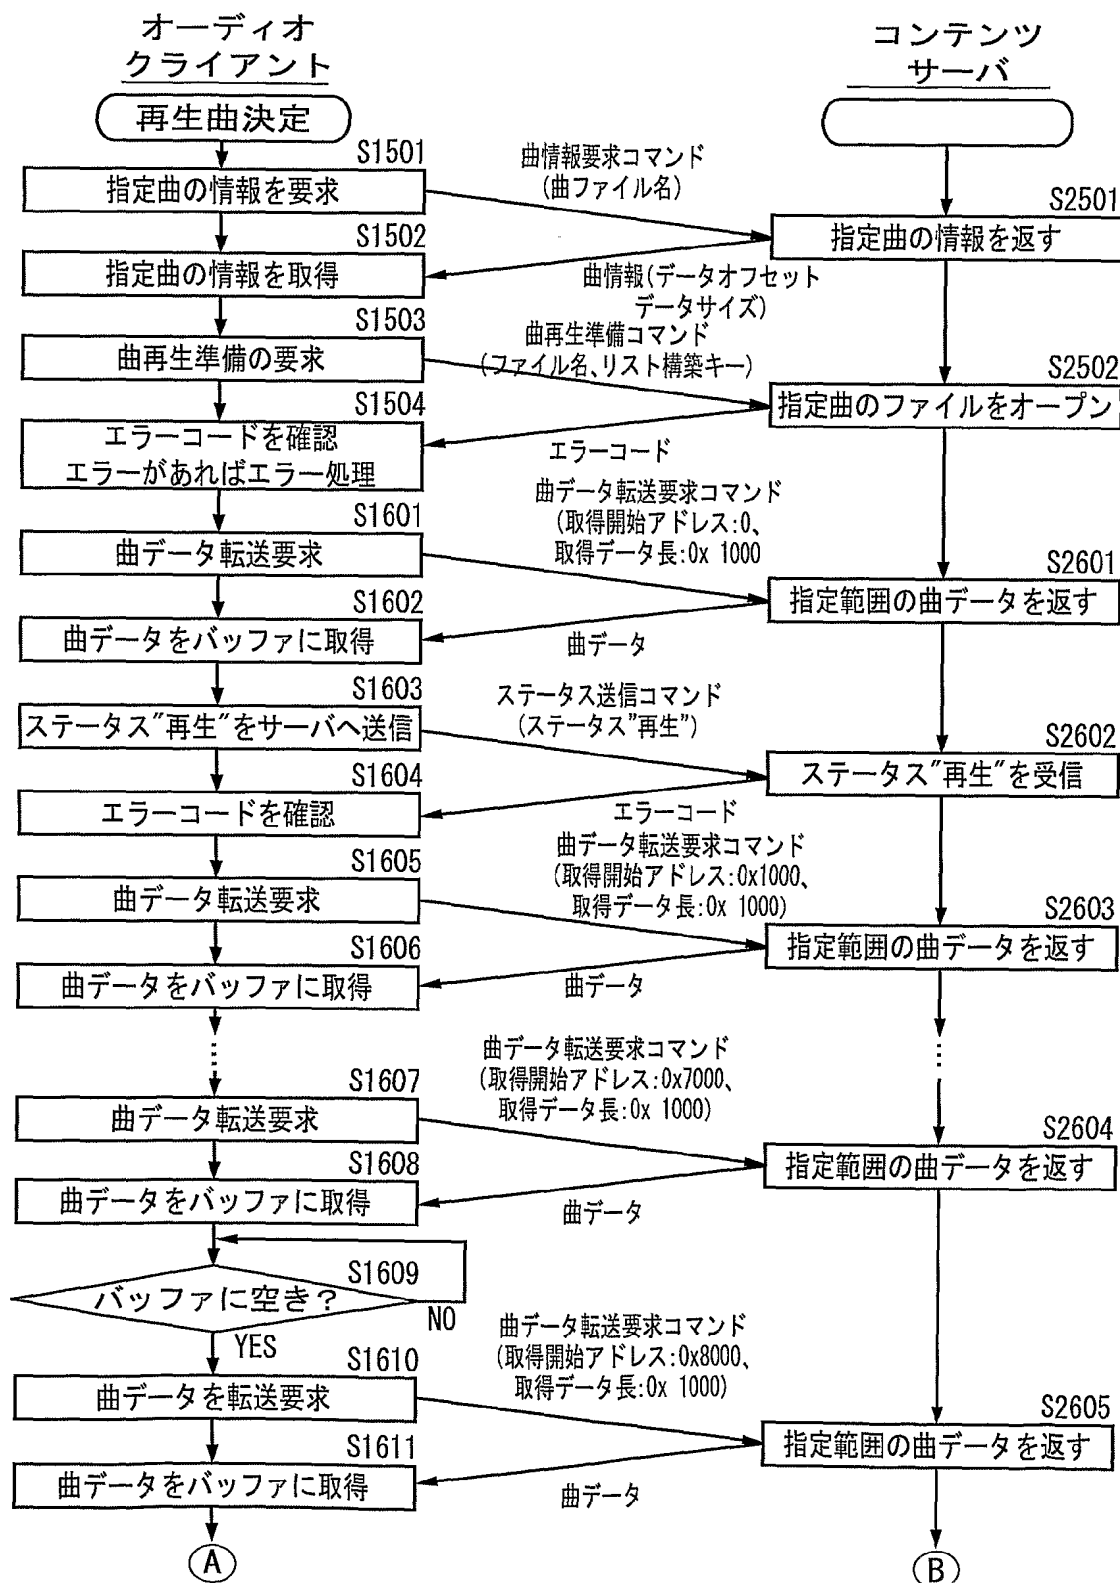 オーディオ
クライアント
コンテンツ
サーバ
再生曲決定
S1501
指定曲の情報を要求
曲情報要求コマンド
(曲ファイル名)
S2501
指定曲の情報を返す
S1502
指定曲の情報を取得
曲情報(データオフセット
データサイズ)
S1503
曲再生準備の要求
曲再生準備コマンド
(ファイル名、リスト構築キー)
S2502
指定曲のファイルをオープン
S1504
エラーコードを確認
エラーがあればエラー処理
エラーコード
曲データ転送要求コマンド
(取得開始アドレス:0、
取得データ長:0x 1000
S1601
曲データ転送要求
S2601
指定範囲の曲データを返す
S1602
曲データをバッファに取得
曲データ
S1603
ステータス"再生"をサーバへ送信
ステータス送信コマンド
(ステータス"再生")
S2602
ステータス"再生"を受信
S1604
エラーコードを確認
エラーコード
曲データ転送要求コマンド
(取得開始アドレス:0x1000、
取得データ長:0x 1000)
S1605
曲データ転送要求
S2603
指定範囲の曲データを返す
S1606
曲データをバッファに取得
曲データ
曲データ転送要求コマンド
(取得開始アドレス:0x7000、
取得データ長:0x 1000)
S1607
曲データ転送要求
S2604
指定範囲の曲データを返す
S1608
曲データをバッファに取得
曲データ
S1609
バッファに空き?
NO
YES
曲データ転送要求コマンド
(取得開始アドレス:0x8000、
取得データ長:0x 1000)
S1610
曲データを転送要求
S2605
指定範囲の曲データを返す
S1611
曲データをバッファに取得
曲データ
A
B